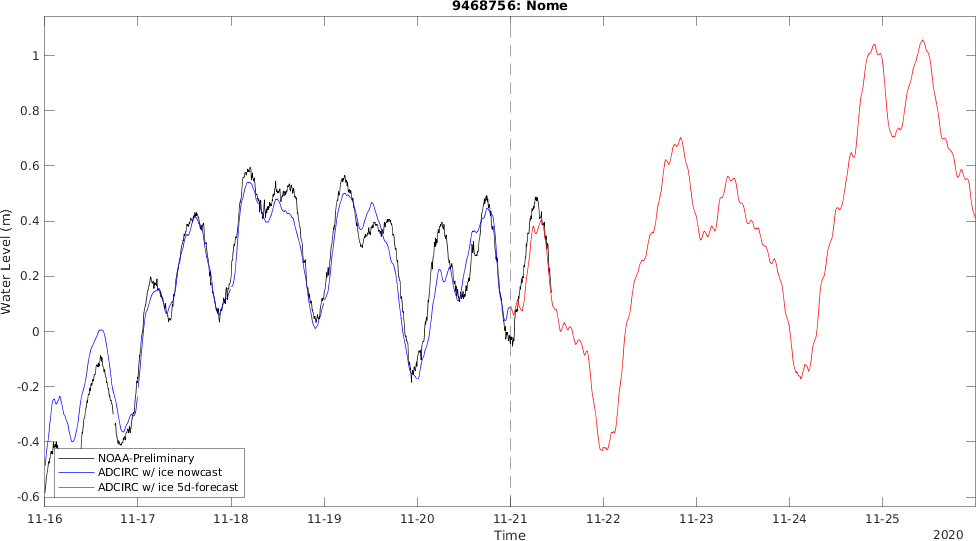 9468756: Nome
Water Level (m)
1
0.8
0.6
0.4
0.2
0
-0.2
-0.4
-0.6
NOAA-Preliminary
ADCIRC w/ ice nowcast
ADCIRC w/ ice 5d-forecast
11-16 11-17 11-18 11-19 11-20 11-21 11-22 11-23 11-24 11-25
Time
2020